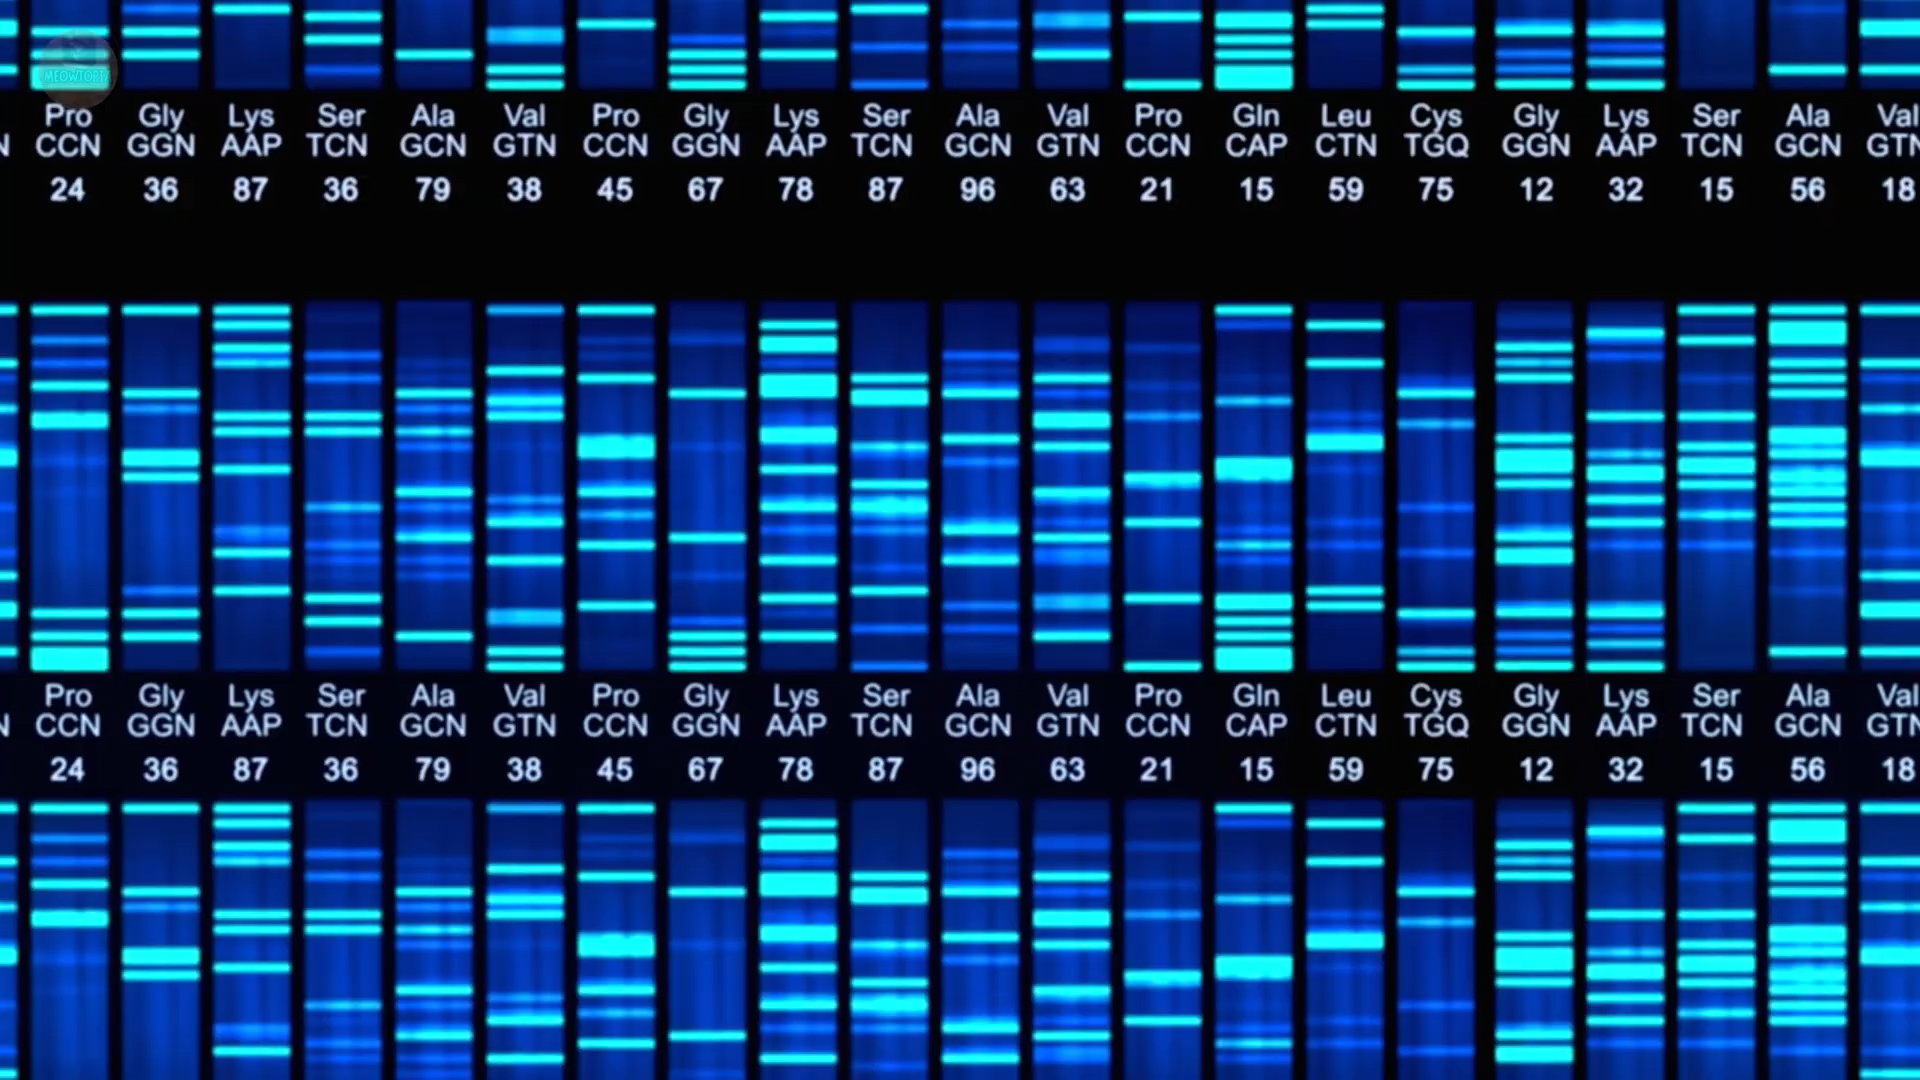 MEOWTOPIA
Pro Gly Lys Ser Ala Val Pro Gly Lys Ser Ala Val Pro Gln Leu Cys Gly Lys Ser Ala Val
N CCN GGN AAP TCN GCN GTN CCN GGN AAP TCN GCN GTN CCN CAP CTN TGQ GGN AAP TCN GCN GTN
24 36 87 36 79 38 45 67 78 87 96 63 21 15 59 75 12 32 15 56 18
Pro Gly Lys Ser Ala Val Pro Gly Lys Ser Ala Val Pro Gln Leu Cys Gly Lys Ser Ala Val
N CCN GGN AAP TCN GCN GTN CCN GGN AAP TCN GCN GTN CCN CAP CTN TGQ GGN AAP TCN GCN GTN
24 36 87 36 79 38 45 67 78 87 96 63 21 15 59 75 12 32 15 56 18